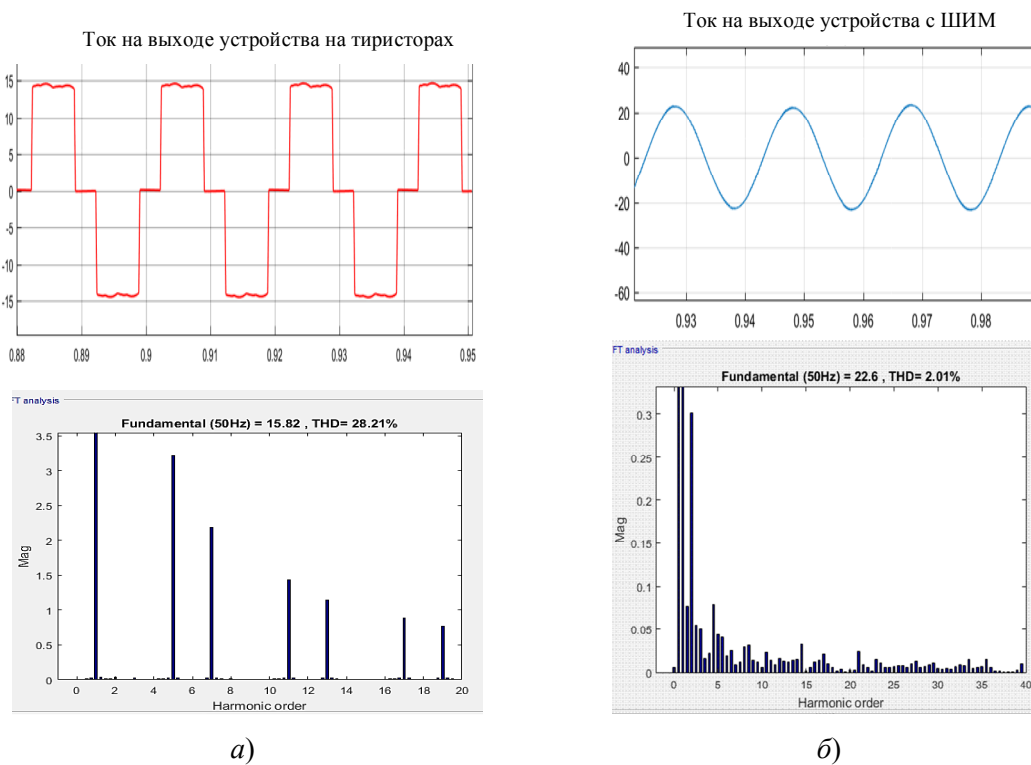 Ток на выходе устройства на тиристорах
15
10
5
0
-5
-10
-15
0.88 0.89 0.9 0.91 0.92 0.93 0.94 0.95
FT analysis
Fundamental (50Hz) = 15.82 , THD= 28.21%
3.5
3
2.5
2
1.5
1
0.5
0
Mag
0 2 4 6 8 10 12 14 16 18 20
Harmonic order
а)
Ток на выходе устройства с ШИМ
40
20
0
-20
-40
-60
0.93 0.94 0.95 0.96 0.97 0.98
FT analysis
Fundamental (50Hz) = 22.6 , THD= 2.01%
0.3
0.25
0.2
0.15
0.1
0.05
0
Mag
0 5 10 15 20 25 30 35 40
Harmonic order
б)